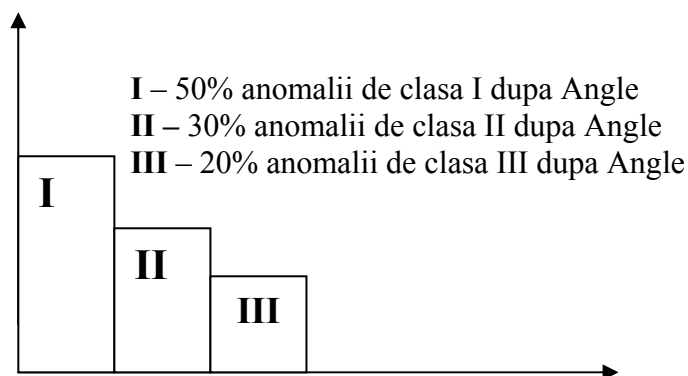 I – 50% anomalii de clasa I dupa Angle
II – 30% anomalii de clasa II dupa Angle
III – 20% anomalii de clasa III dupa Angle
I
II
III